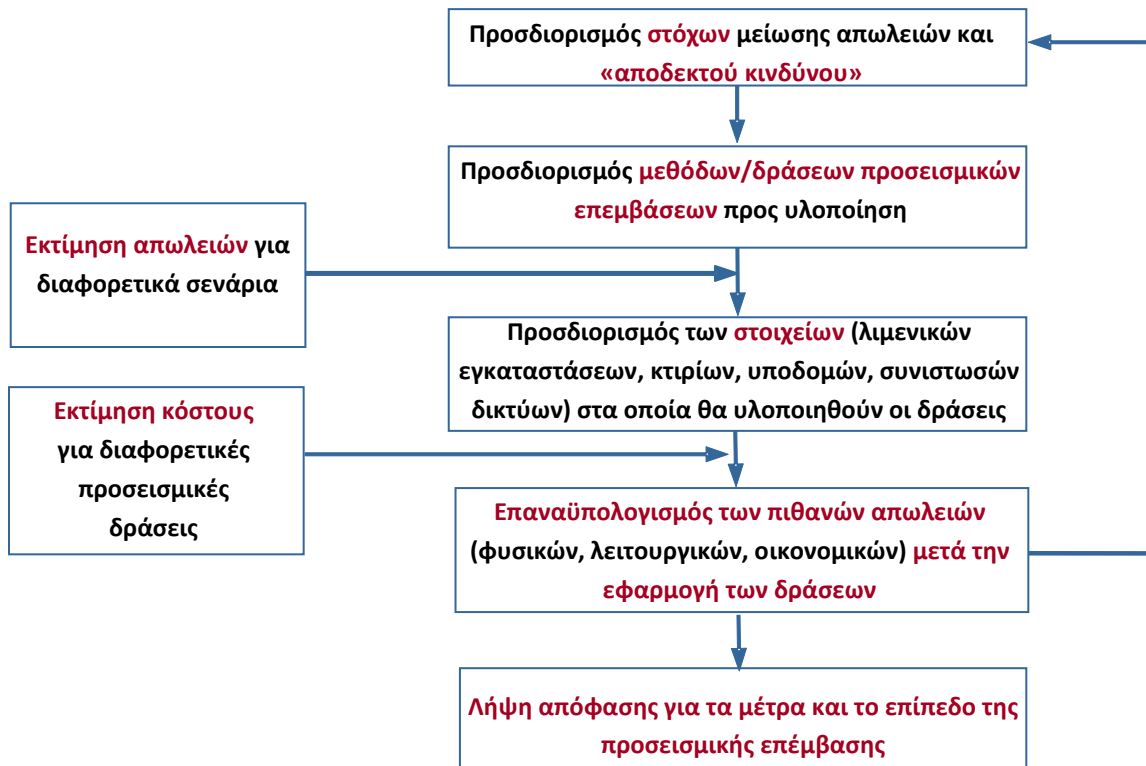 Προσδιορισμός στόχων μείωσης απωλειών και
«αποδεκτού κινδύνου»
Προσδιορισμός μεθόδων/δράσεων προσεισμικών
επεμβάσεων προς υλοποίηση
Εκτίμηση απωλειών για
διαφορετικά σενάρια
Προσδιορισμός των στοιχείων (λιμενικών
εγκαταστάσεων, κτιρίων, υποδομών, συνιστωσών
δικτύων) στα οποία θα υλοποιηθούν οι δράσεις
Εκτίμηση κόστους
για διαφορετικές
προσεισμικές
δράσεις
Επαναϋπολογισμός των πιθανών απωλειών
(φυσικών, λειτουργικών, οικονομικών) μετά την
εφαρμογή των δράσεων
Λήψη απόφασης για τα μέτρα και το επίπεδο της
προσεισμικής επέμβασης